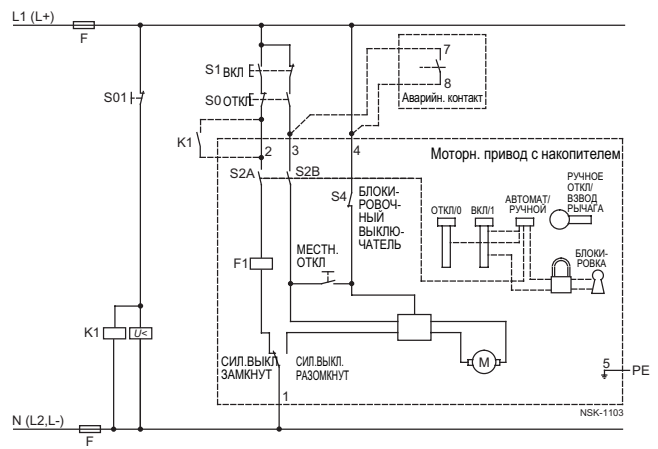 L1 (L+)
F
7
S1 ВКЛ
8
S01
S0 ОТКЛ
Аварийн. контакт
K1
2
3
4
Моторн. привод с накопителем
S2A
S2B
РУЧНОЕ
ОТКЛ/
ВЗВОД
РЫЧАГА
S4
БЛОКИ-
РОВОЧ-
НЫЙ
ВЫКЛЮ-
ЧАТЕЛЬ
АВТОМАТ/
РУЧНОЙ
ОТКЛ/0
ВКЛ/1
МЕСТН.
ОТКЛ
F1
БЛОКИ-
РОВКА
K1
U<
СИЛ.ВЫКЛ.
ЗАМКНУТ
СИЛ.ВЫКЛ.
РАЗОМКНУТ
M
5
PE
1
NSK-1103
N (L2,L-)
F